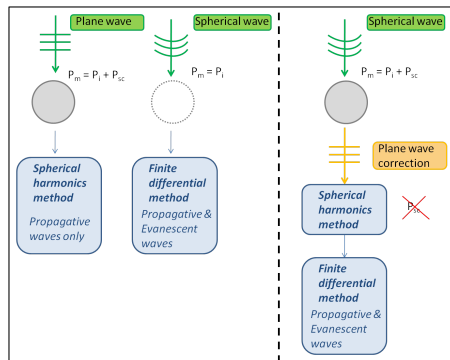 Plane wave
Spherical wave
Spherical wave
Pm = Pi + Psc
Pm = Pi
Pm = Pi + Psc
Plane wave
correction
Spherical
harmonics
method
Propagative
waves only
Finite
differential
method
Propagative &
Evanescent
waves
Spherical
harmonics
method
Psc
Finite
differential
method
Propagative &
Evanescent
waves